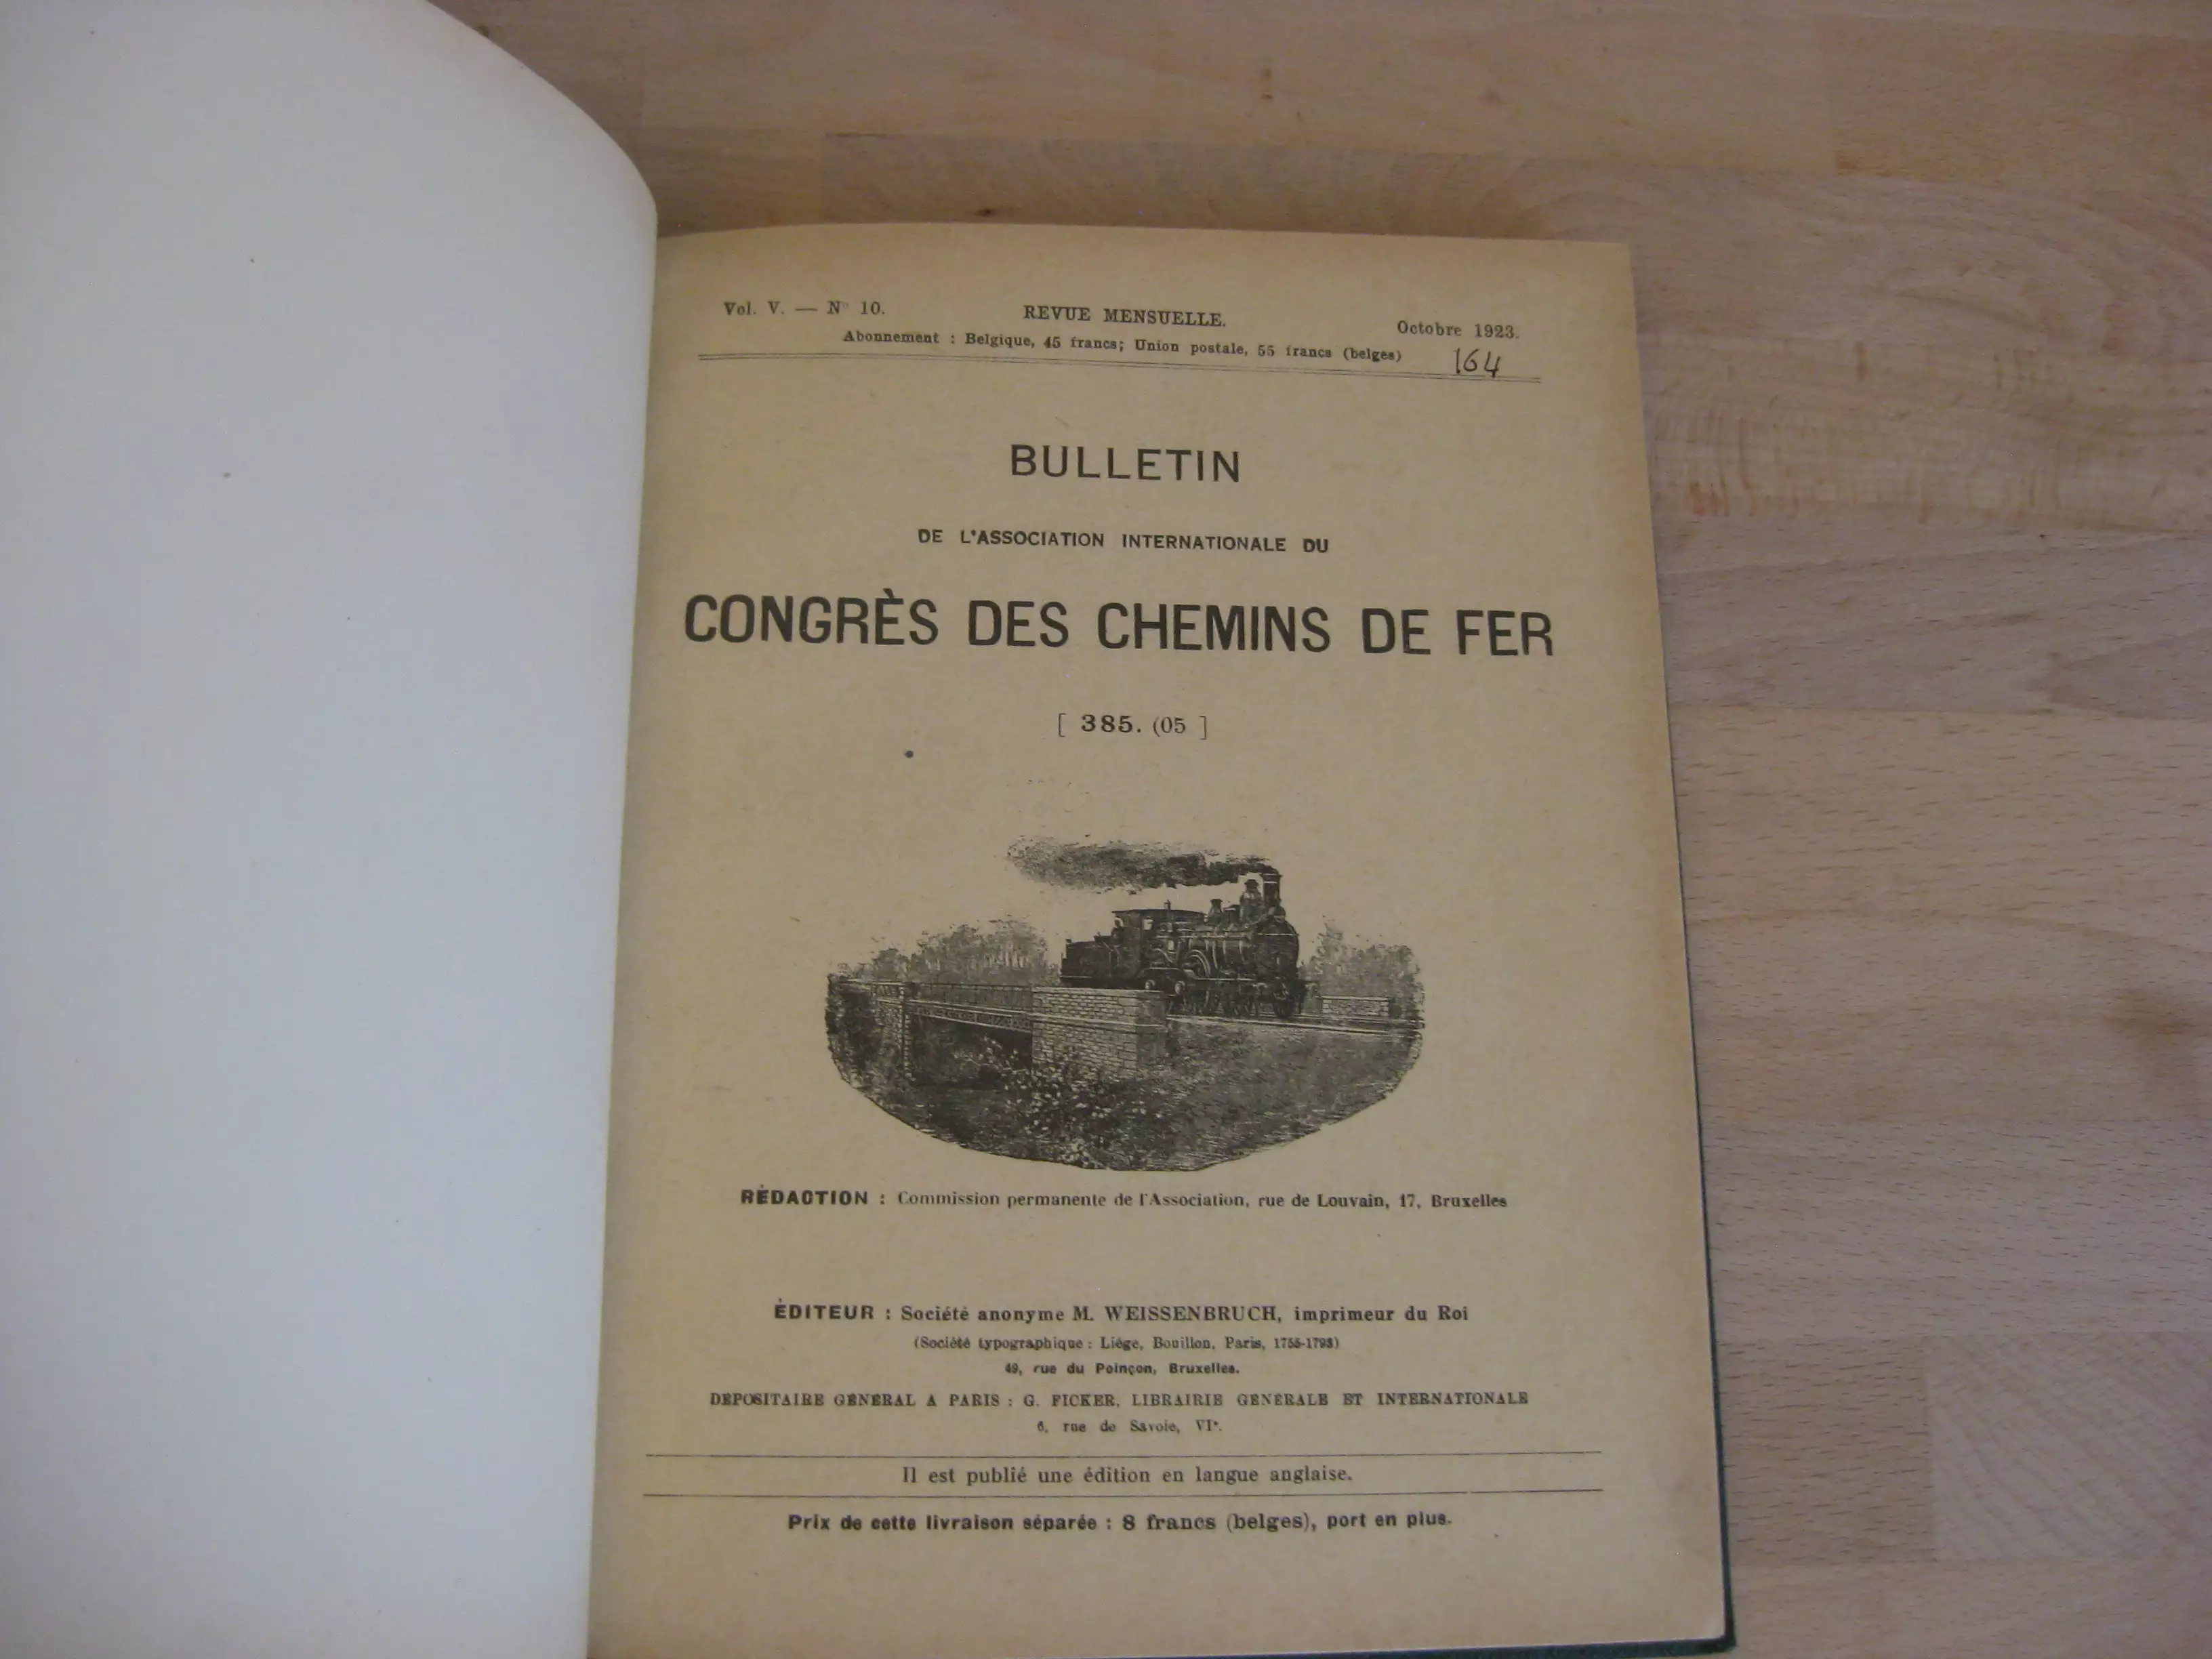 Vol. V. — N° 10.
REVUE MENSUELLE.
Octobre 1923.
Abonnement : Belgique, 45 francs; Union postale, 55 francs (belges)
164
BULLETIN
DE L'ASSOCIATION INTERNATIONALE DU
CONGRÈS DES CHEMINS DE FER
[ 385. (05 ]
RÉDACTION : Commission permanente de l'Association, rue de Louvain, 17, Bruxelles
ÉDITEUR : Société anonyme M. WEISSENBRUCH, imprimeur du Roi
(Société typographique : Liége, Bouillon, Paris, 1755-1793)
49, rue du Poinçon, Bruxelles.
DÉPOSITAIRE GÉNÉRAL A PARIS : G. FICKER, LIBRAIRIE GÉNÉRALE ET INTERNATIONALE
6, rue de Savoie, VIe.
Il est publié une édition en langue anglaise.
Prix de cette livraison séparée : 8 francs (belges), port en plus.